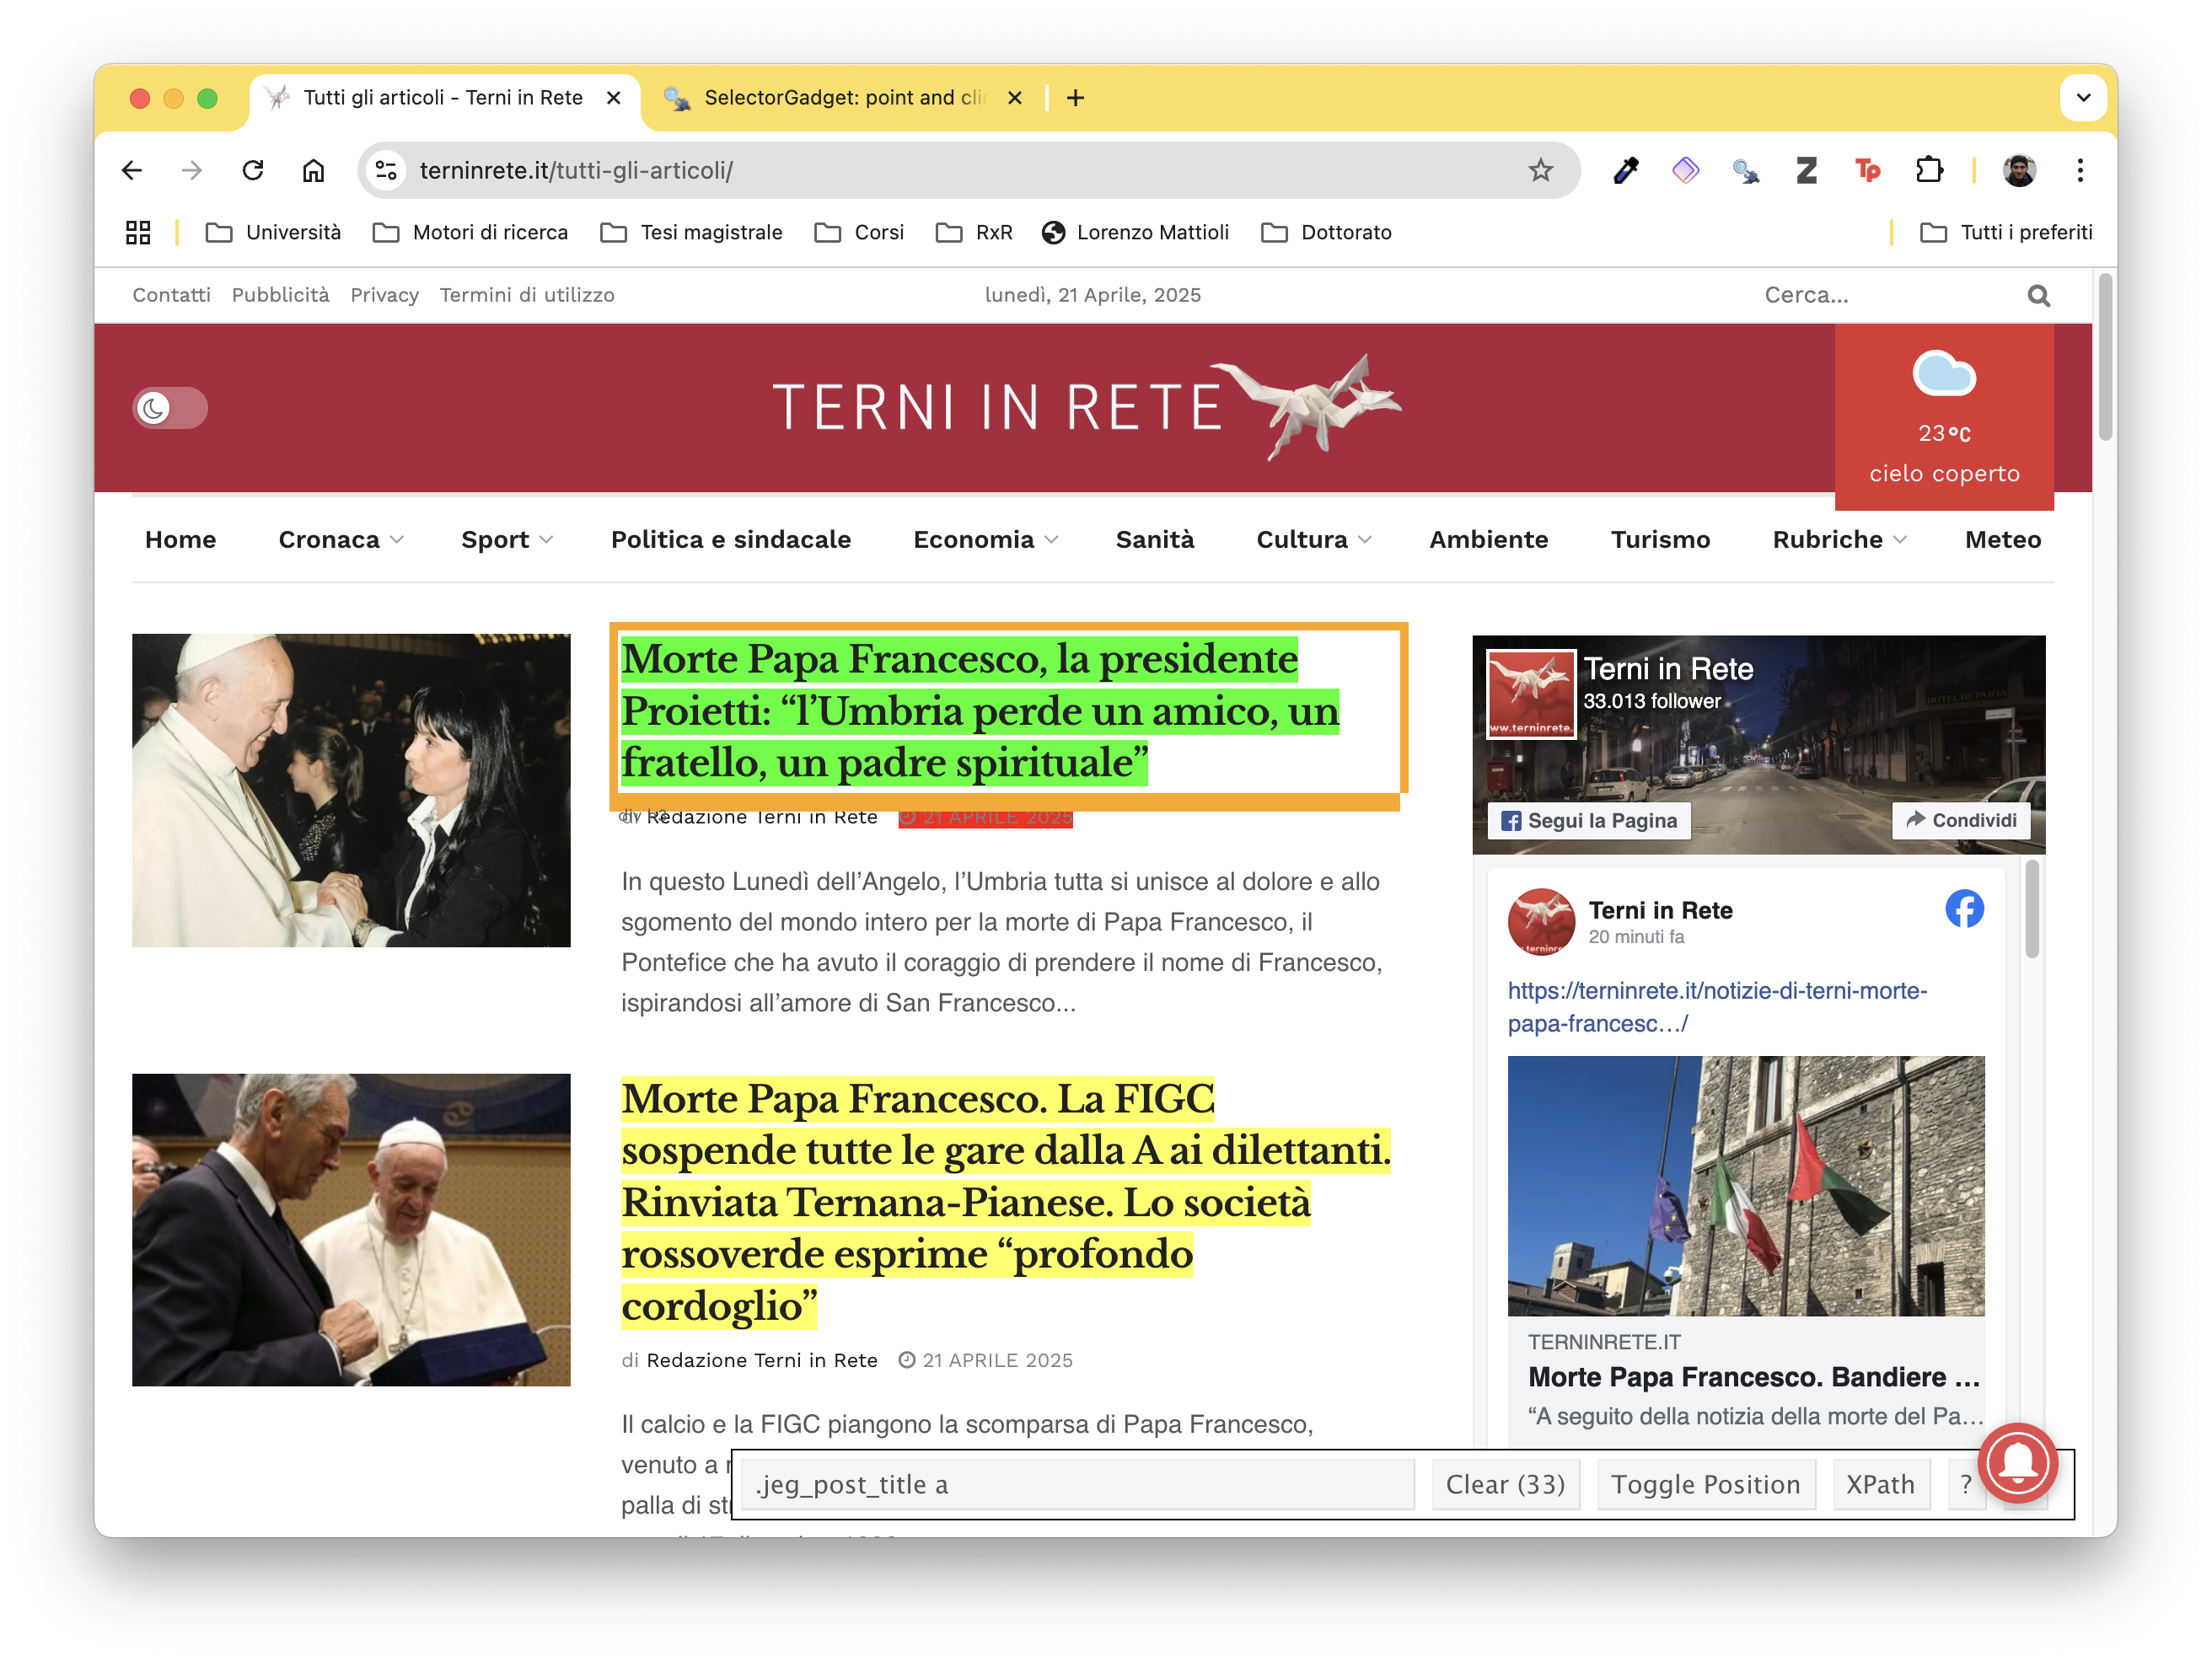 Tutti gli articoli - Terni in Rete
SelectorGadget: point and cli
terninrete.it/tutti-gli-articoli/
Università
Motori di ricerca
Tesi magistrale
Corsi
RxR
Lorenzo Mattioli
Dottorato
Tutti i preferiti
Contatti
Pubblicità
Privacy
Termini di utilizzo
lunedì, 21 Aprile, 2025
Cerca...
TERNI IN RETE
23°C
cielo coperto
Home
Cronaca
Sport
Politica e sindacale
Economia
Sanità
Cultura
Ambiente
Turismo
Rubriche
Meteo
Morte Papa Francesco, la presidente
Proietti: “l’Umbria perde un amico, un
fratello, un padre spirituale”
Redazione Terni in Rete 21 APRILE 2025
In questo Lunedì dell’Angelo, l’Umbria tutta si unisce al dolore e allo
sgomento del mondo intero per la morte di Papa Francesco, il
Pontefice che ha avuto il coraggio di prendere il nome di Francesco,
ispirandosi all’amore di San Francesco...
Morte Papa Francesco. La FIGC
sospende tutte le gare dalla A ai dilettanti.
Rinviata Ternana-Pianese. Lo società
rossoverde esprime “profondo
cordoglio”
di Redazione Terni in Rete 21 APRILE 2025
Il calcio e la FIGC piangono la scomparsa di Papa Francesco,
venuto a
palla di
Terni in Rete
33.013 follower
ww.terninrete.
Segui la Pagina
Condividi
Terni in Rete
20 minuti fa
https://terninrete.it/notizie-di-terni-morte-
papa-francesc…/
TERNINRETE.IT
Morte Papa Francesco. Bandiere ...
“A seguito della notizia della morte del Pa…
.jeg_post_title a
Clear (33)
Toggle Position
XPath
?